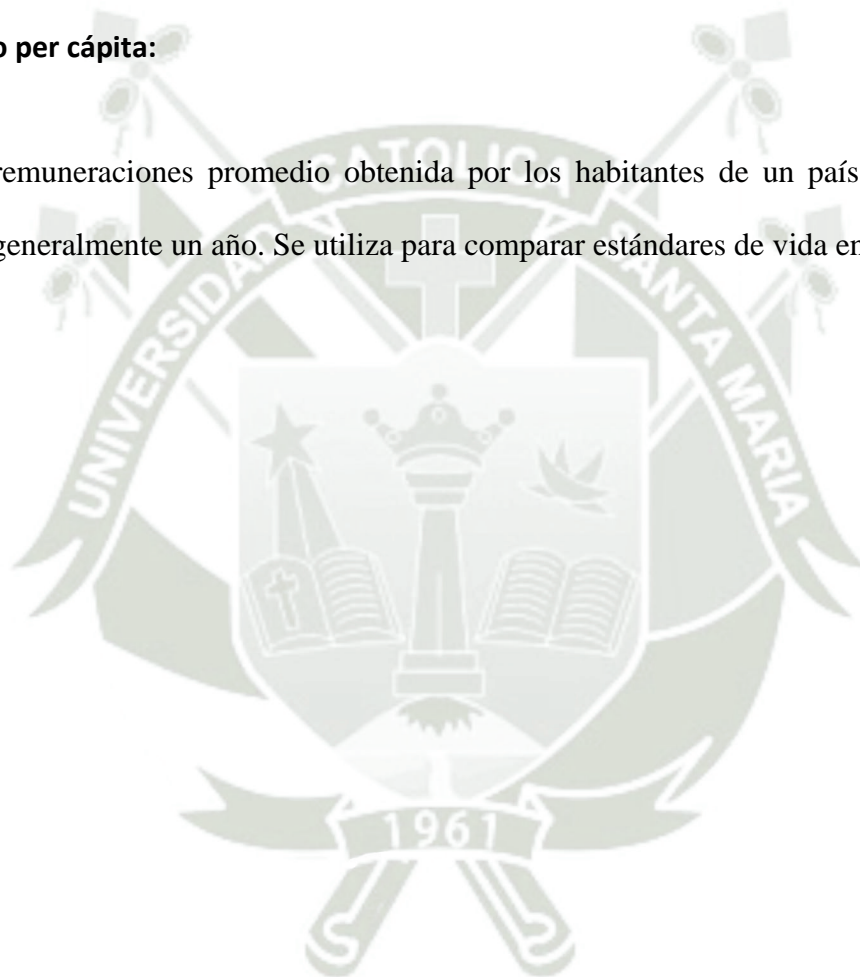 o per cápita:
remuneraciones promedio obtenida por los habitantes de un país
generalmente un año. Se utiliza para comparar estándares de vida en
UNIVERSIDAD CATOLICA SANTA MARIA
1961